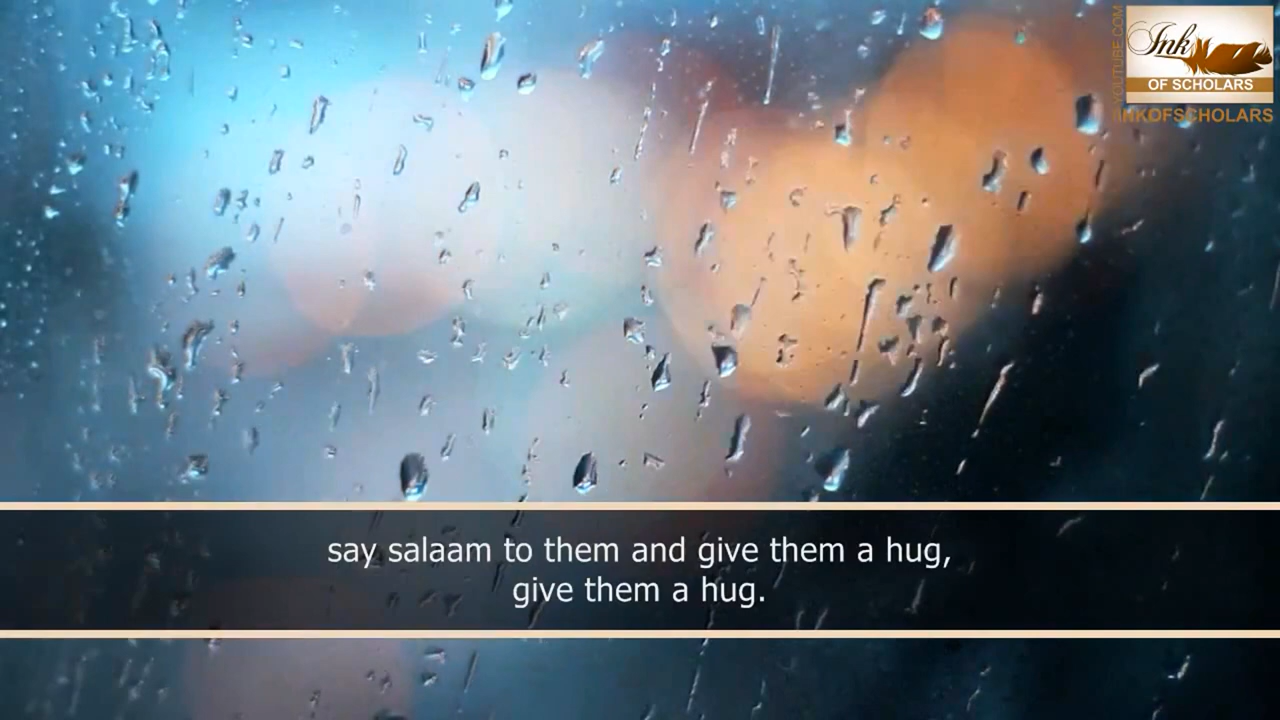 Ink
OF SCHOLARS
YOUTUBE.COM
INKOFSCHOLARS
say salaam to them and give them a hug,
give them a hug.